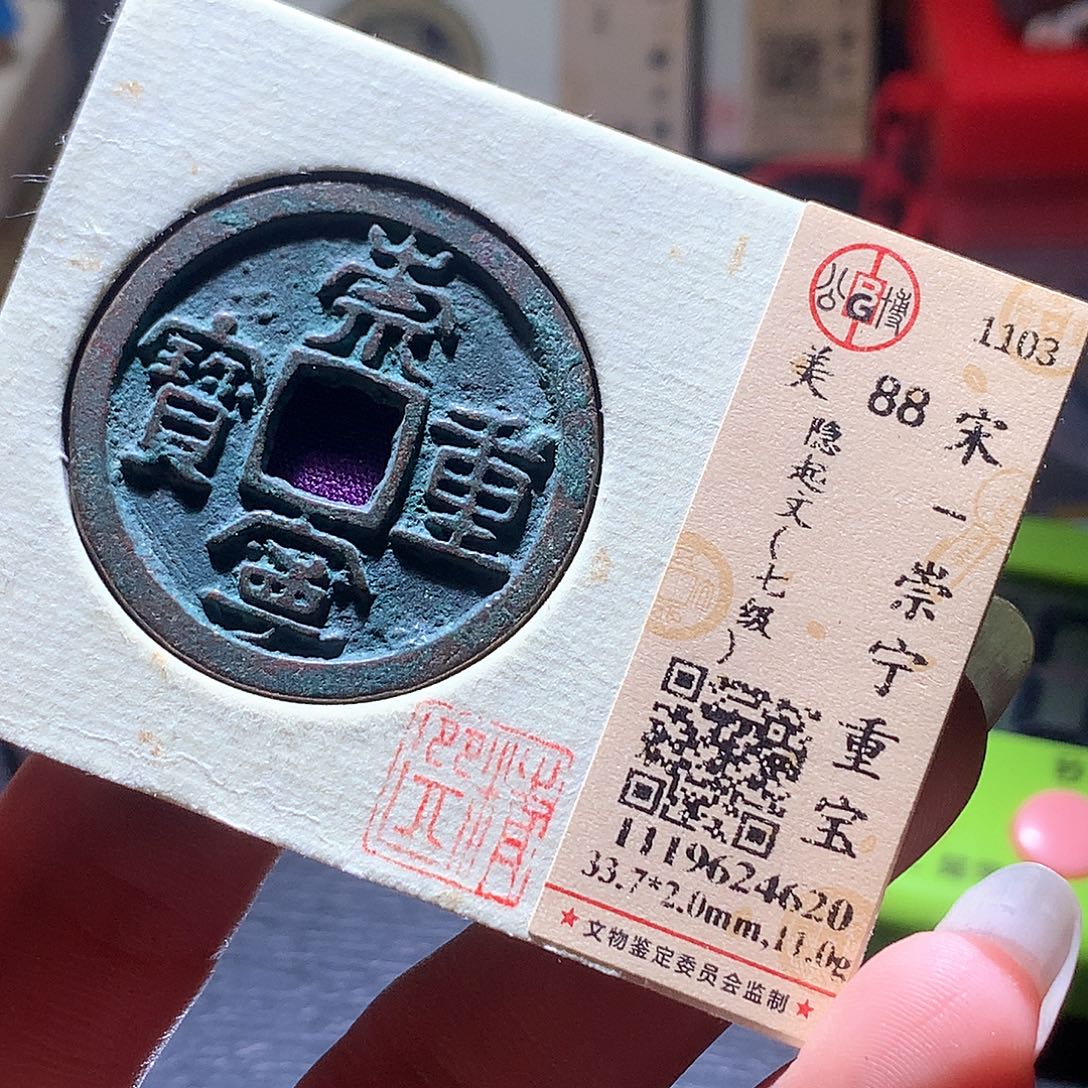 崇寧重寶
公博
1103
美 88
宋一崇宁重宝
隐起文(七级)
1119624620
33.7*2.0mm,11.0g
★文物鉴定委员会监制★